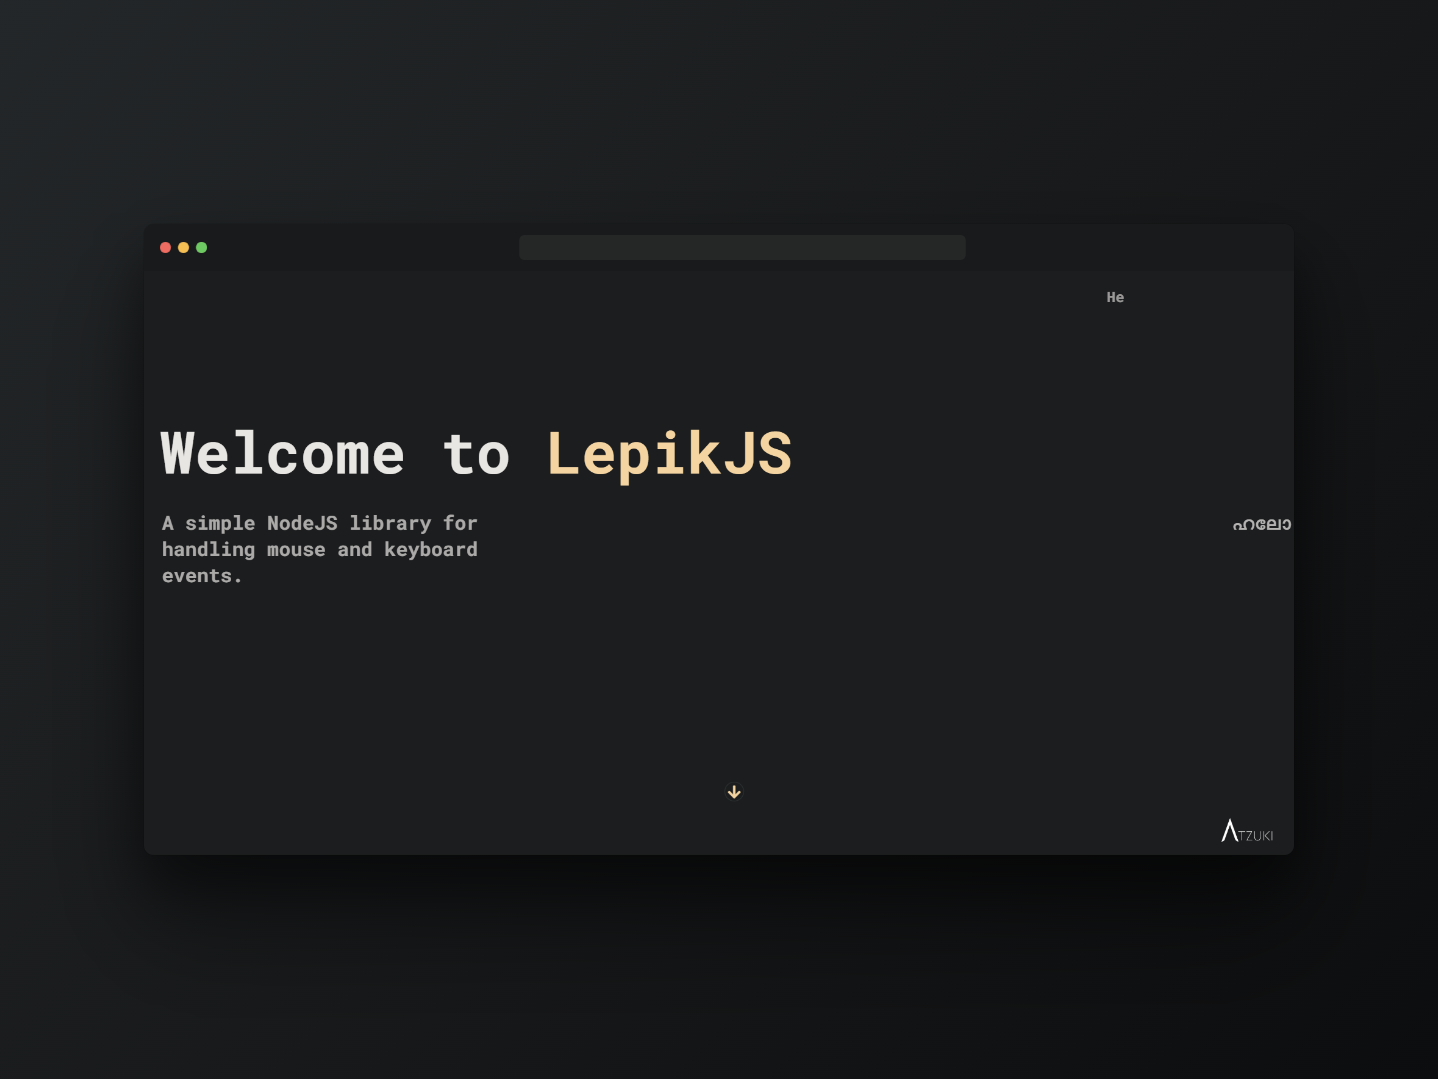 He
Welcome to LepikJS
A simple NodeJS library for
handling mouse and keyboard
events.
ഹലോ
ATZUKI